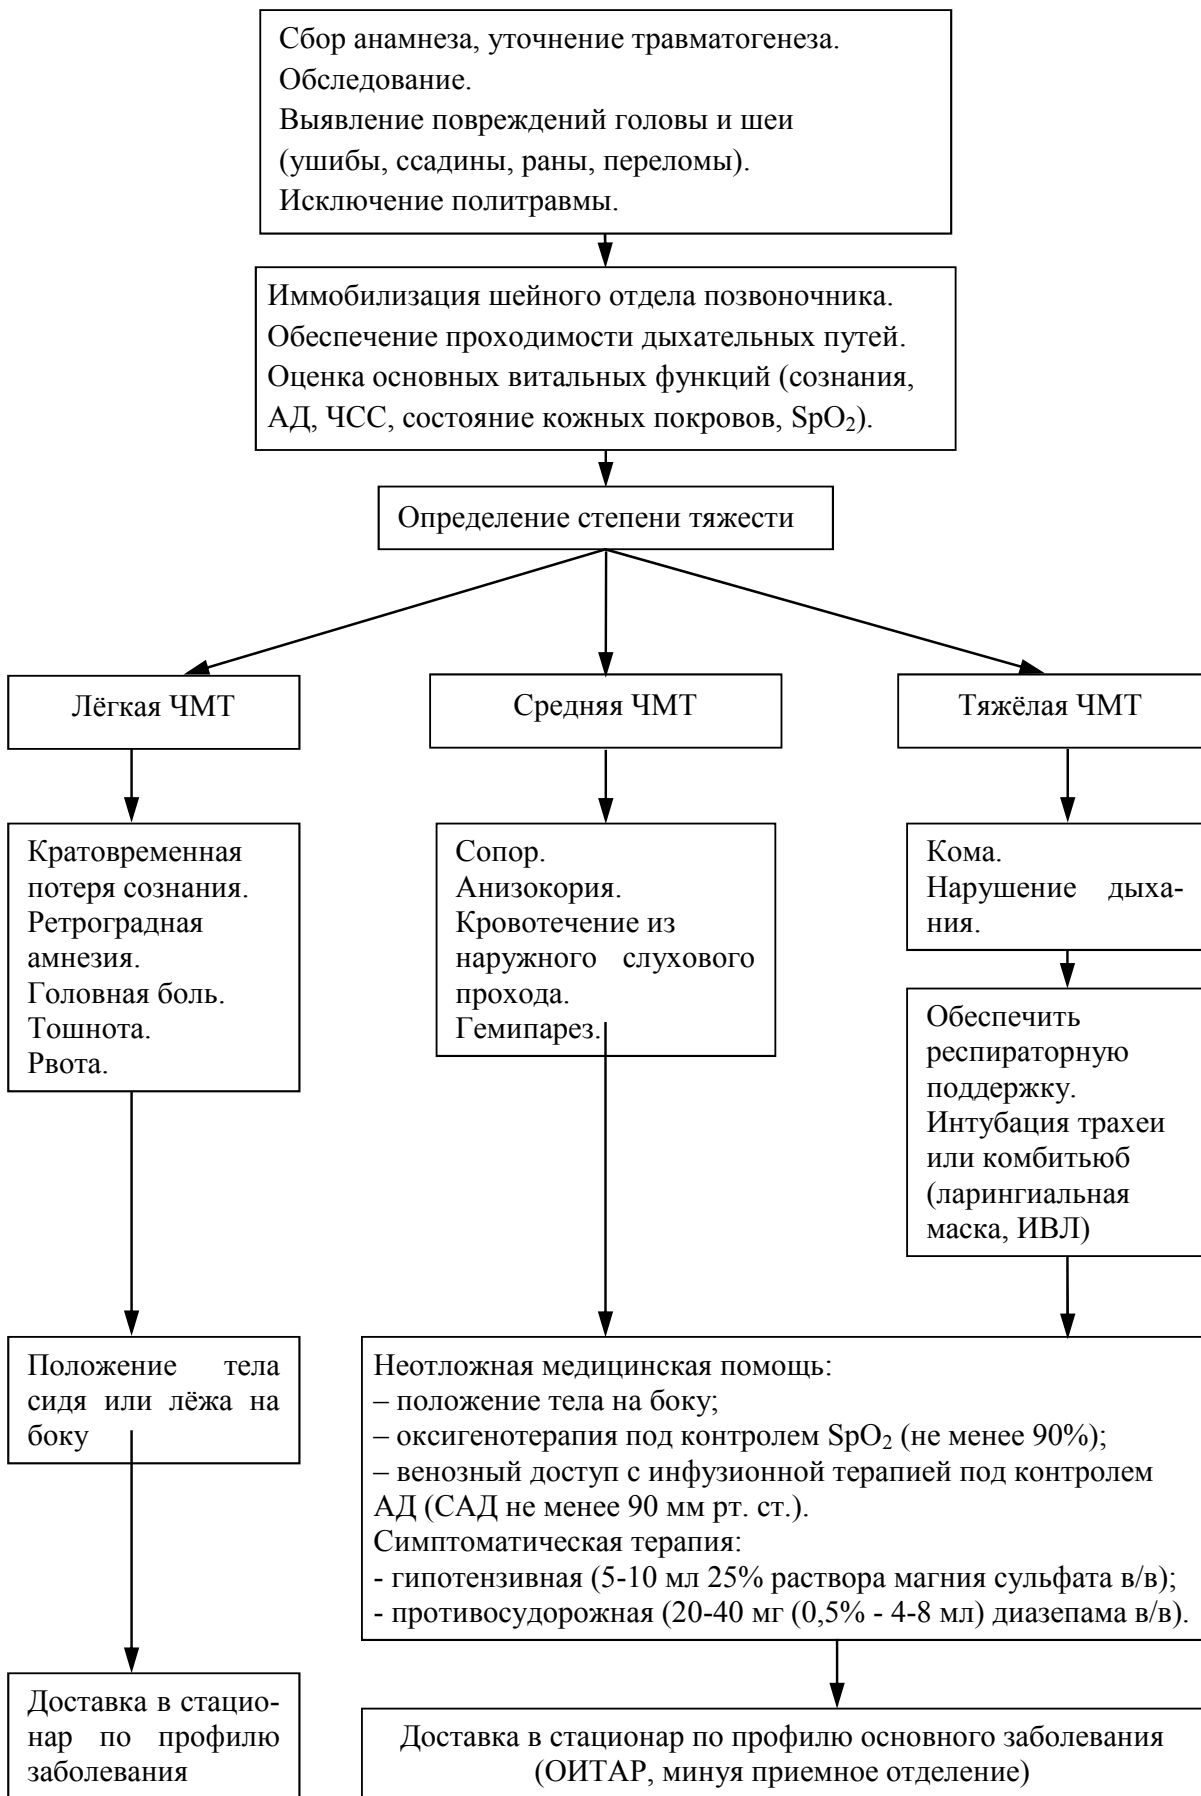 Сбор анамнеза, уточнение травматогенеза.
Обследование.
Выявление повреждений головы и шеи
(ушибы, ссадины, раны, переломы).
Исключение политравмы.
Иммобилизация шейного отдела позвоночника.
Обеспечение проходимости дыхательных путей.
Оценка основных витальных функций (сознания,
АД, ЧСС, состояние кожных покровов, SpO₂).
Определение степени тяжести
Лёгкая ЧМТ
Средняя ЧМТ
Тяжёлая ЧМТ
Кратовременная
потеря сознания.
Ретроградная
амнезия.
Головная боль.
Тошнота.
Рвота.
Сопор.
Анизокория.
Кровотечение из
наружного слухового
прохода.
Гемипарез.
Кома.
Нарушение дыха-
ния.
Обеспечить
респираторную
поддержку.
Интубация трахеи
или комбитьюб
(ларингиальная
маска, ИВЛ)
Положение тела
сидя или лёжа на
боку
Неотложная медицинская помощь:
– положение тела на боку;
– оксигенотерапия под контролем SpO₂ (не менее 90%);
– венозный доступ с инфузионной терапией под контролем
АД (САД не менее 90 мм рт. ст.).
Симптоматическая терапия:
- гипотензивная (5-10 мл 25% раствора магния сульфата в/в);
- противосудорожная (20-40 мг (0,5% - 4-8 мл) диазепама в/в).
Доставка в стацио-
нар по профилю
заболевания
Доставка в стационар по профилю основного заболевания
(ОИТАР, минуя приемное отделение)